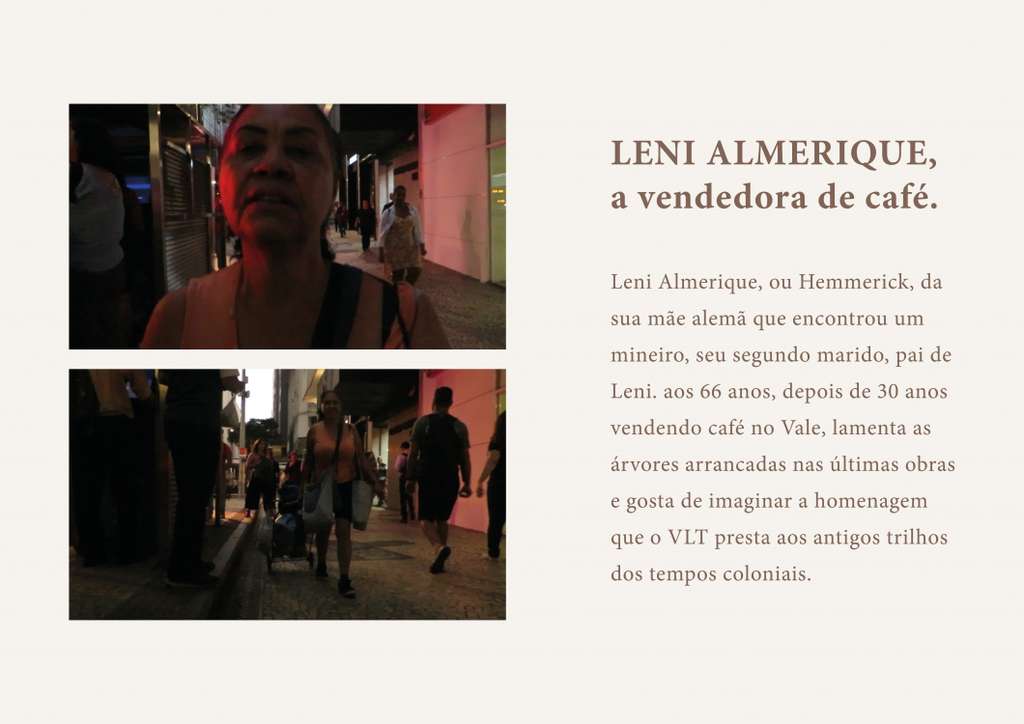 LENI ALMERIQUE,
a vendedora de café.
Leni Almerique, ou Hemmerick, da
sua mãe alemã que encontrou um
mineiro, seu segundo marido, pai de
Leni. aos 66 anos, depois de 30 anos
vendendo café no Vale, lamenta as
árvores arrancadas nas últimas obras
e gosta de imaginar a homenagem
que o VLT presta aos antigos trilhos
dos tempos coloniais.